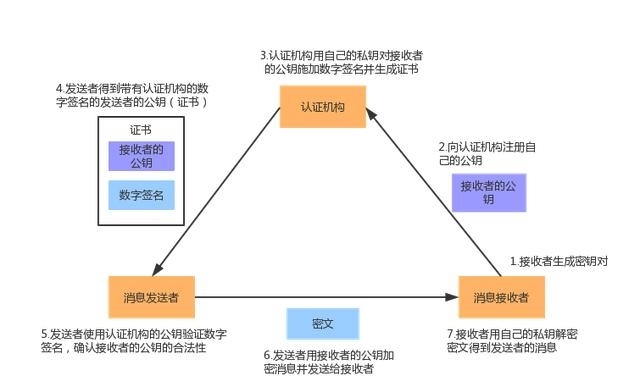 3.认证机构用自己的私钥对接收者
的公钥施加数字签名并生成证书
4.发送者得到带有认证机构的数
字签名的发送者的公钥（证书）
认证机构
证书
接收者的
公钥
数字签名
2.向认证机构注册自
己的公钥
接收者的公
钥
1.接收者生成密钥对
消息发送者
消息接收者
密文
5.发送者使用认证机构的公钥验证数字
签名，确认接收者的公钥的合法性
6.发送者用接收者的公钥加
密消息并发送给接收者
7.接收者用自己的私钥解密
密文得到发送者的消息